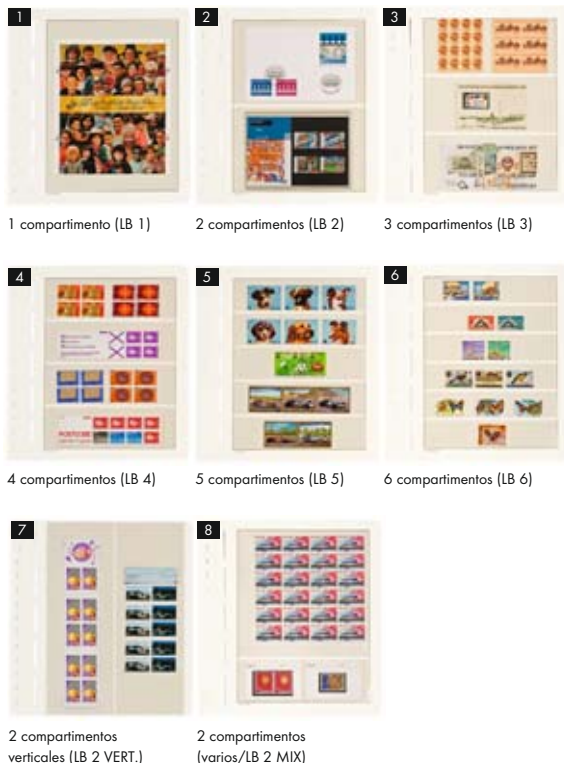 1
2
3
1 compartimento (LB 1)
2 compartimentos (LB 2)
3 compartimentos (LB 3)
4
5
6
4 compartimentos (LB 4)
5 compartimentos (LB 5)
6 compartimentos (LB 6)
7
8
2 compartimentos
verticales (LB 2 VERT.)
2 compartimentos
(varios/LB 2 MIX)